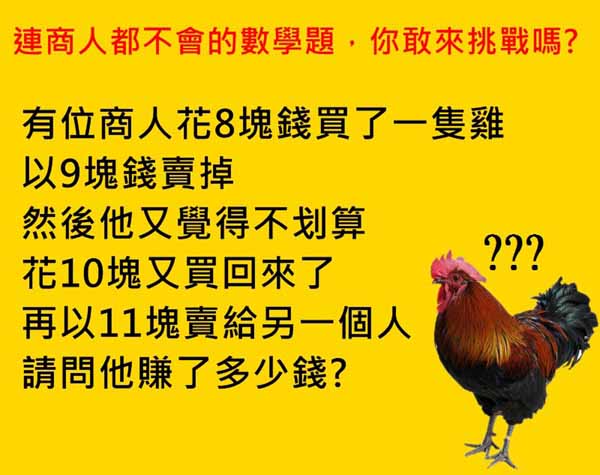 連商人都不會的數學題，你敢來挑戰嗎?
有位商人花8塊錢買了一隻雞
以9塊錢賣掉
然後他又覺得不划算
花10塊又買回來了
???
再以11塊賣給另一個人
請問他賺了多少錢?